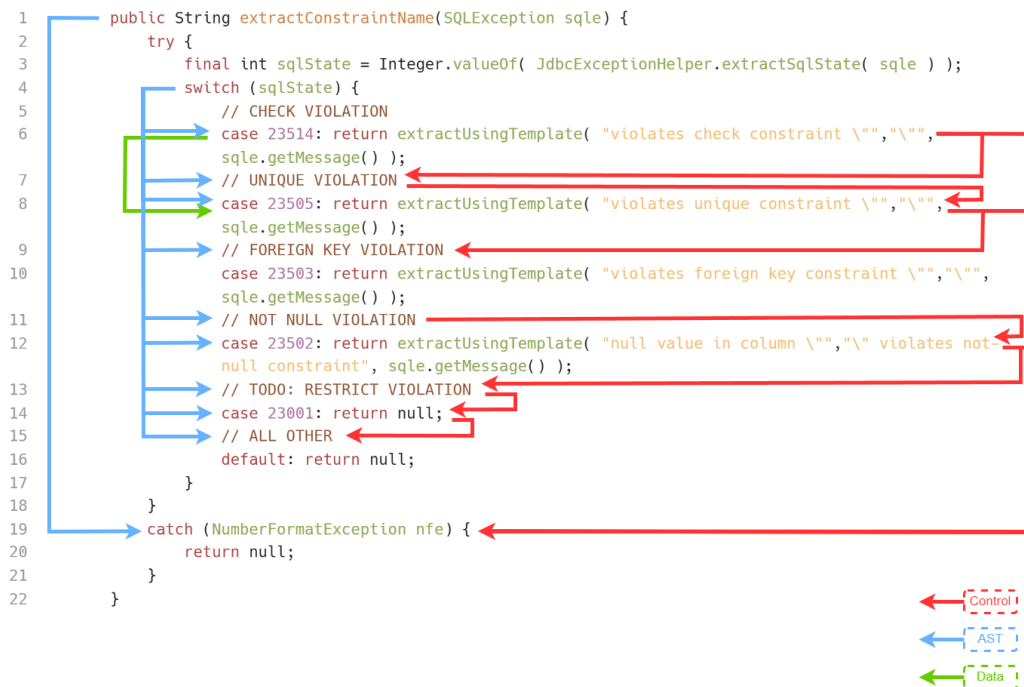 1 public String extractConstraintName(SQLException sqle) {
2 try {
3 final int sqlState = Integer.valueOf( JdbcExceptionHelper.extractSqlState( sqle ) );
4 switch (sqlState) {
5 // CHECK VIOLATION
6 case 23514: return extractUsingTemplate( "violates check constraint \"","\"",
sqle.getMessage() );
7 // UNIQUE VIOLATION
8 case 23505: return extractUsingTemplate( "violates unique constraint \"","\"",
sqle.getMessage() );
9 // FOREIGN KEY VIOLATION
10 case 23503: return extractUsingTemplate( "violates foreign key constraint \"","\"",
sqle.getMessage() );
11 // NOT NULL VIOLATION
12 case 23502: return extractUsingTemplate( "null value in column \"","\" violates not-
null constraint", sqle.getMessage() );
13 // TODO: RESTRICT VIOLATION
14 case 23001: return null;
15 // ALL OTHER
16 default: return null;
17 }
18 }
19 catch (NumberFormatException nfe) {
20 return null;
21 }
22 }
Control
AST
Data